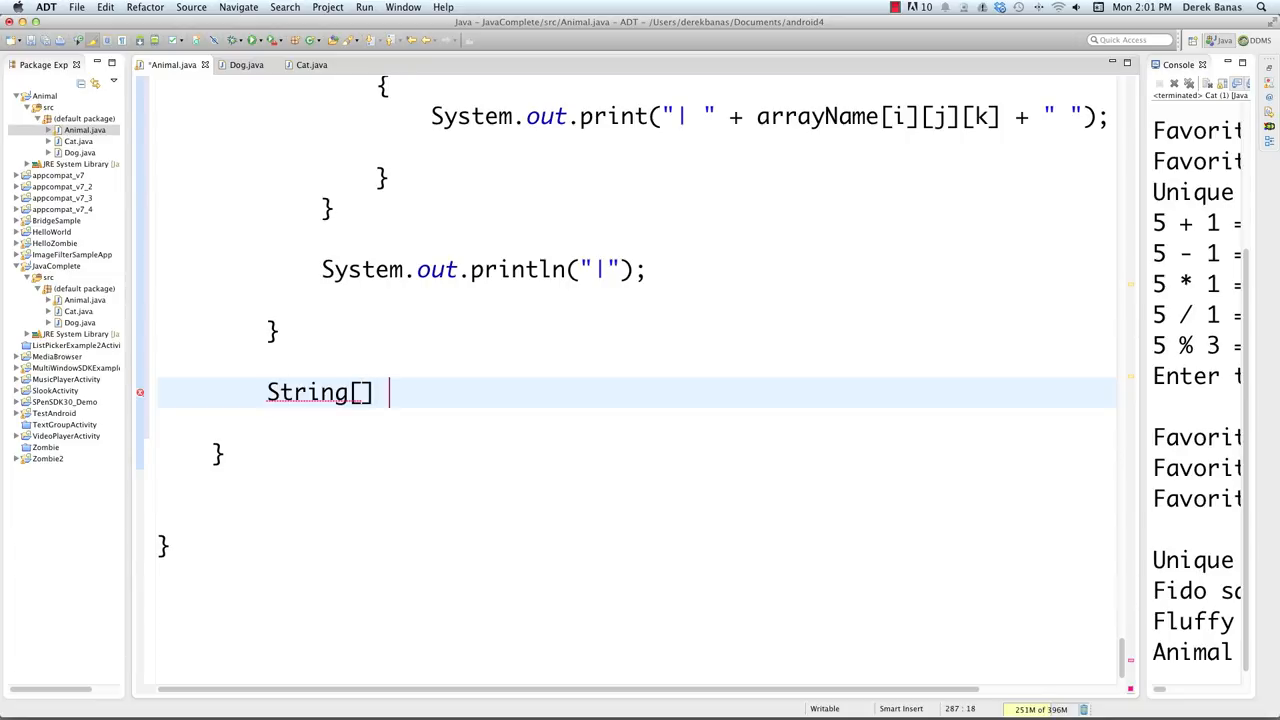 ADT File Edit Refactor Source Navigate Search Project Run Window Help 10 Mon 2:01 PM Derek Banas
Java – JavaComplete/src/Animal.java – ADT – /Users/derekbanas/Documents/android4
Quick Access Java DDMS
Package Exp
Animal
src
(default package)
Animal.java
Cat.java
Dog.java
JRE System Library [Ja
appcompat_v7
appcompat_v7_2
appcompat_v7_3
appcompat_v7_4
BridgeSample
HelloWorld
HelloZombie
ImageFilterSampleApp
JavaComplete
src
(default package)
Animal.java
Cat.java
Dog.java
JRE System Library [Ja
ListPickerExample2Activi
MediaBrowser
MultiWindowSDKExample
MusicPlayerActivity
SlookActivity
SPenSDK30_Demo
TestAndroid
TextGroupActivity
VideoPlayerActivity
Zombie
Zombie2
*Animal.java Dog.java Cat.java
{
System.out.print("| " + arrayName[i][j][k] + " ");
}
}
System.out.println("|");
}
String[]
}
}
Console
<terminated> Cat (1) [Java
Favorit
Favorit
Unique
5 + 1 =
5 - 1 =
5 * 1 =
5 / 1 =
5 % 3 =
Enter t
Favorit
Favorit
Favorit
Unique
Fido sa
Fluffy
Animal
Writable Smart Insert 287 : 18 251M of 396M